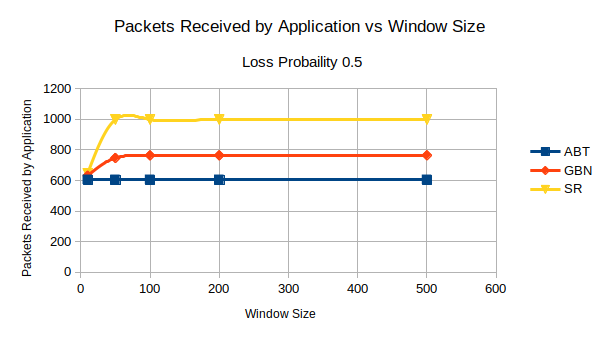 Packets Received by Application vs Window Size
Loss Probaility 0.5
Packets Received by Application
1200
1000
800
600
400
200
0
0 100 200 300 400 500 600
Window Size
ABT
GBN
SR